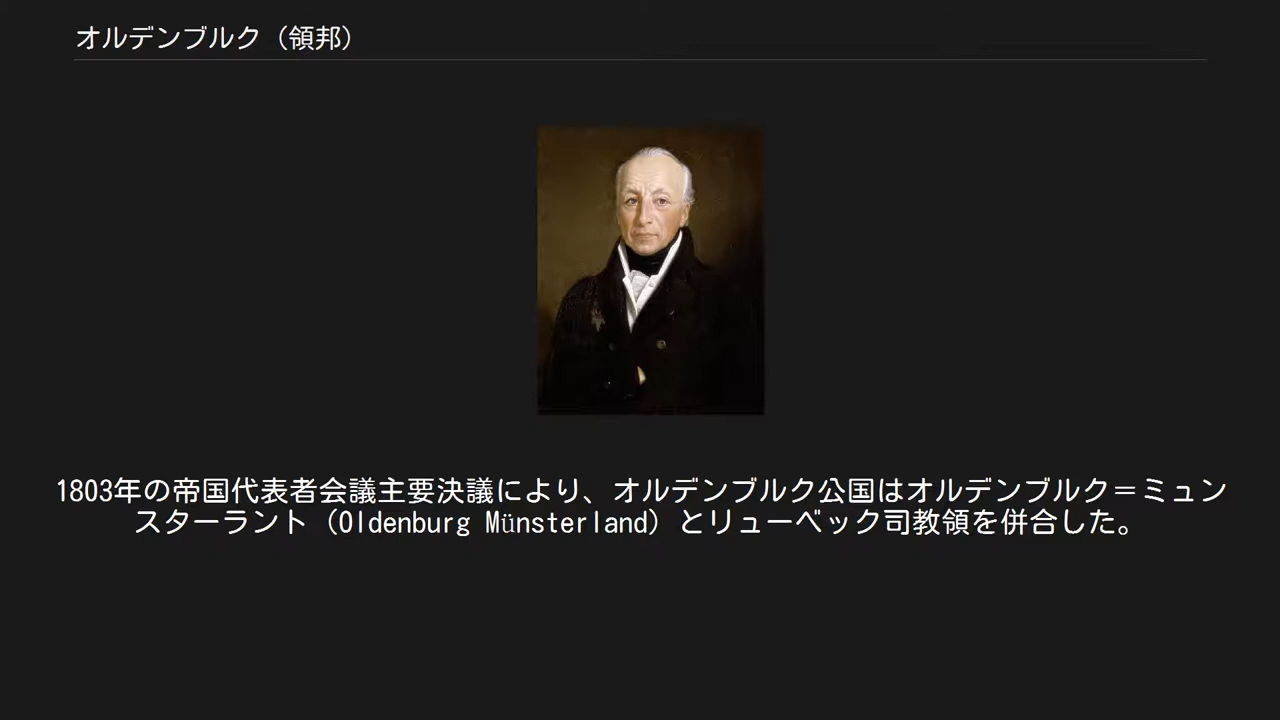 オルデンブルク（領邦）
1803年の帝国代表者会議主要決議により、オルデンブルク公国はオルデンブルク＝ミュン
スターラント（Oldenburg Münsterland）とリューベック司教領を併合した。